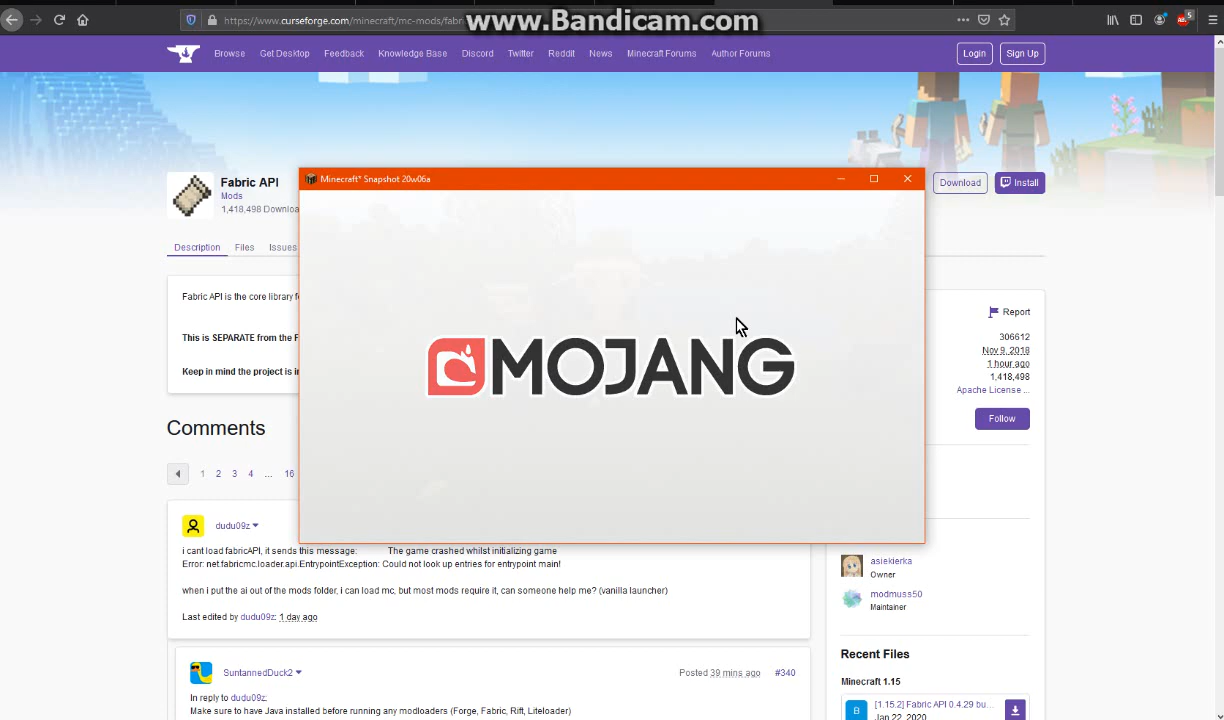 https://www.curseforge.com/minecraft/mc-mods/fabr
www.Bandicam.com
Browse Get Desktop Feedback Knowledge Base Discord Twitter Reddit News Minecraft Forums Author Forums
Login Sign Up
Fabric API
Mods
1,418,498 Downloa
Download Install
Minecraft* Snapshot 20w06a
MOJANG
Description Files Issues
Fabric API is the core library f
This is SEPARATE from the F
Keep in mind the project is in
Report
306612
Nov 9, 2018
1 hour ago
1,418,498
Apache License ...
Follow
Comments
1 2 3 4 ... 16
dudu09z
i cant load fabricAPI, it sends this message: The game crashed whilst initializing game
Error: net.fabricmc.loader.api.EntrypointException: Could not look up entries for entrypoint main!
when i put the ai out of the mods folder, i can load mc, but most mods require it, can someone help me? (vanilla launcher)
Last edited by dudu09z: 1 day ago
SuntannedDuck2
Posted 39 mins ago #340
In reply to dudu09z:
Make sure to have Java installed before running any modloaders (Forge, Fabric, Rift, Liteloader)
asiekierka
Owner
modmuss50
Maintainer
Recent Files
Minecraft 1.15
B
[1.15.2] Fabric API 0.4.29 bu...
Jan 22, 2020